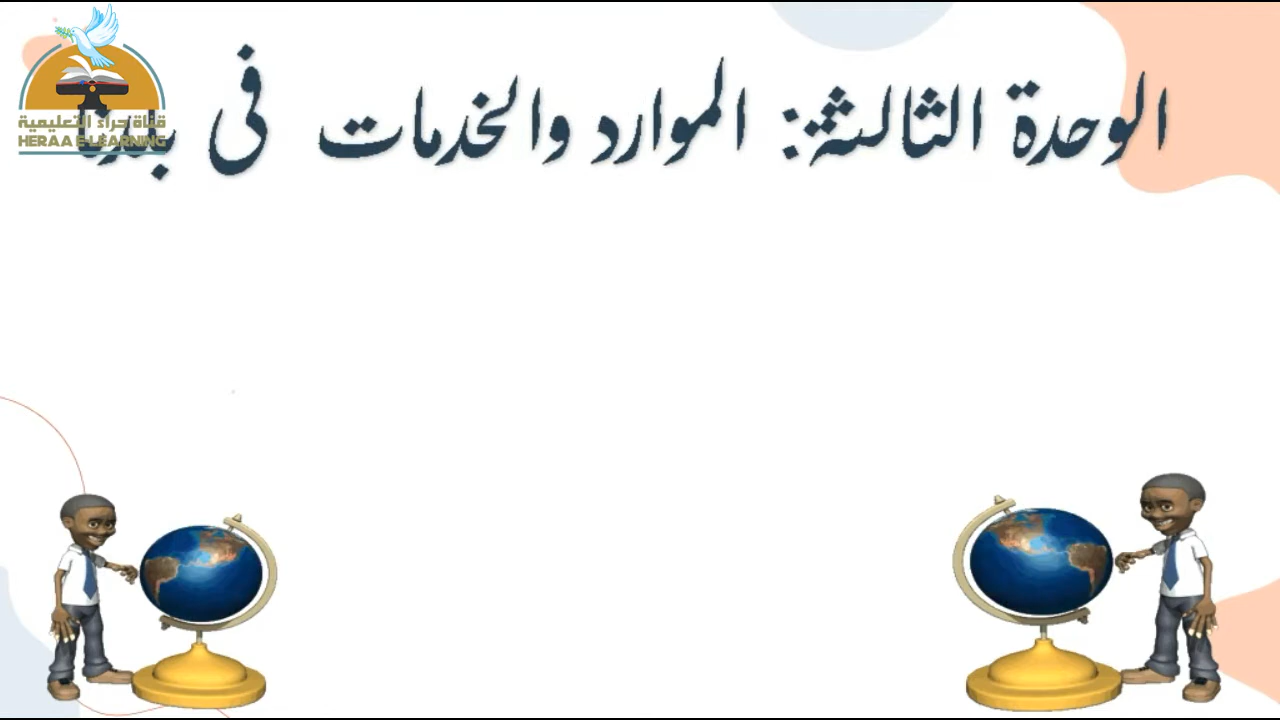 الوحدة الثالثة: الموارد والخدمات في
قناة حراء التعليمية
HERAA E-LEARNING